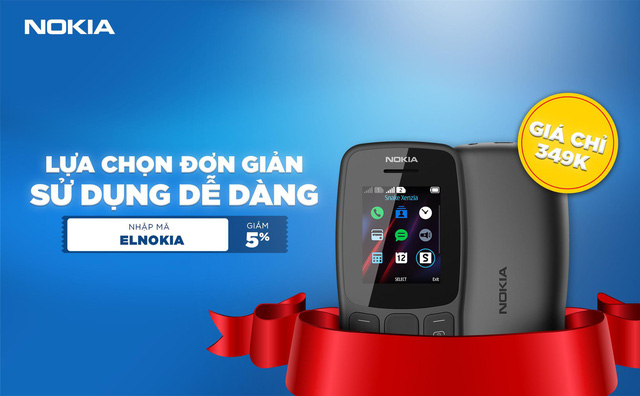 NOKIA
LỰA CHỌN ĐƠN GIẢN
SỬ DỤNG DỄ DÀNG
NHẬP MÃ
ELNOKIA
GIẢM
5%
GIÁ CHỈ
349K
NOKIA
Snake Xenzia
12
S
SELECT
Exit
NOKIA